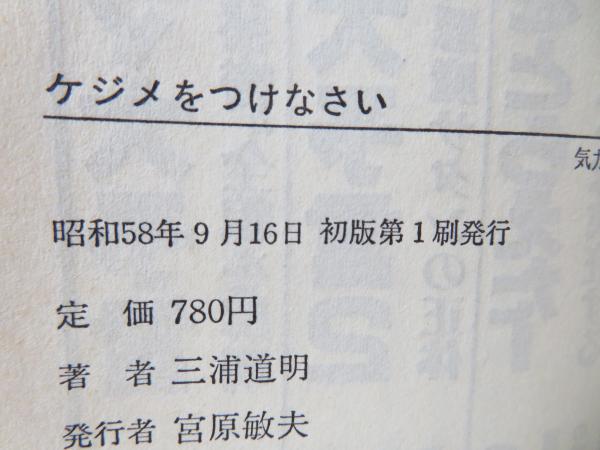 ケジメをつけなさい
昭和58年9月16日 初版第1刷発行
定 価 780円
著 者 三浦道明
発行者 宮原敏夫